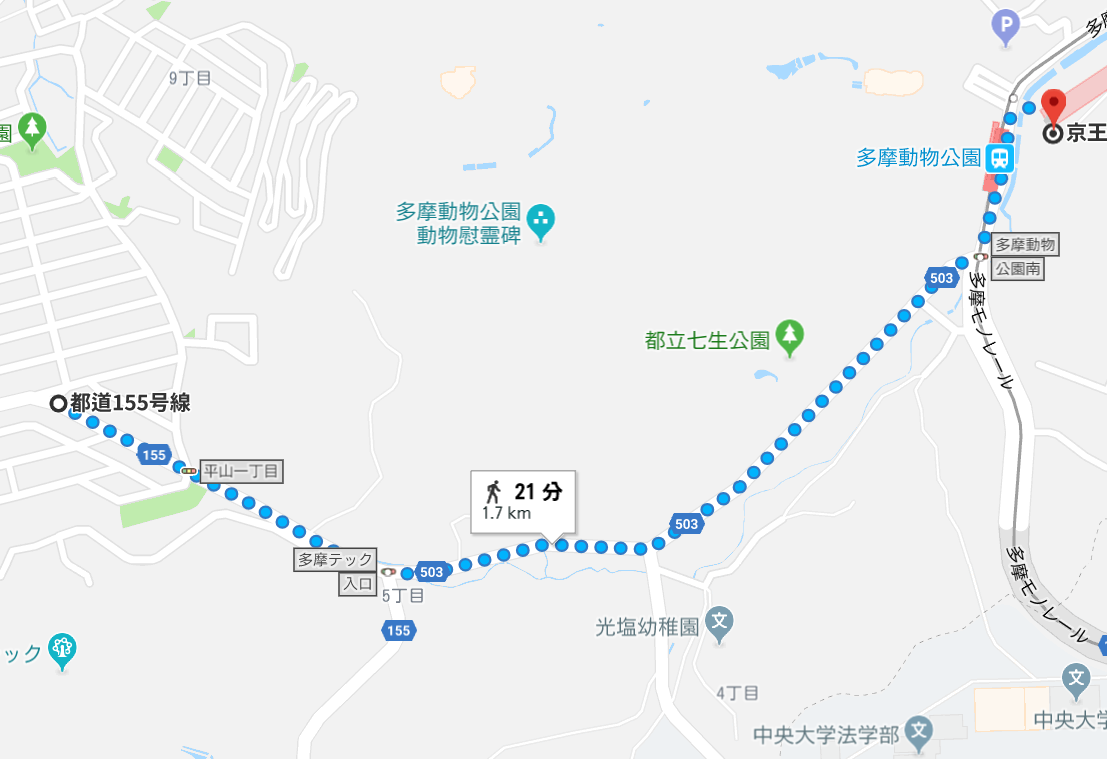 多摩
P
9丁目
園
京王
多摩動物公園
多摩動物公園
動物慰霊碑
多摩動物
公園南
503
多摩モノレール
都立七生公園
都道155号線
155
平山一丁目
21 分
1.7 km
503
多摩テック
入口
503
5丁目
155
光塩幼稚園
文
多摩モノレール
ック
4丁目
文
中央大学
中央大学法学部
文